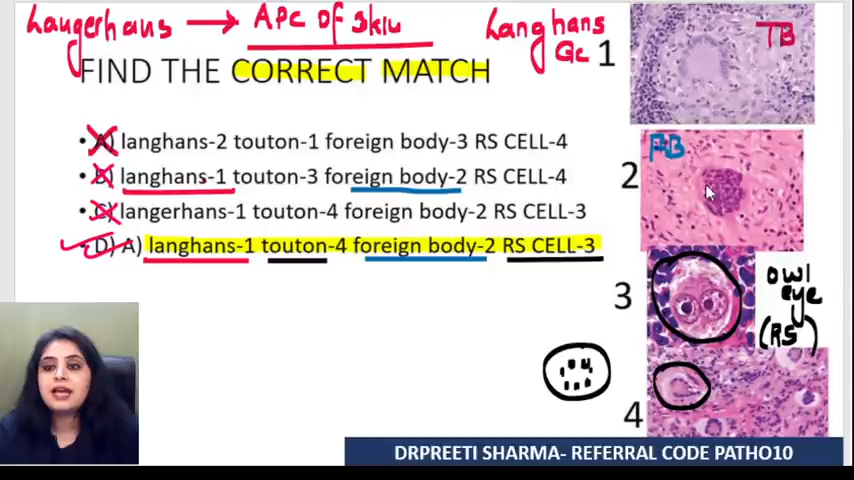 Langerhans → APC of skin
Langhans
GC
FIND THE CORRECT MATCH
1
TB
• A) langhans-2 touton-1 foreign body-3 RS CELL-4
FB
2
• B) langhans-1 touton-3 foreign body-2 RS CELL-4
• C) langerhans-1 touton-4 foreign body-2 RS CELL-3
• D) A) langhans-1 touton-4 foreign body-2 RS CELL-3
3
owl
eye
(RS)
4
DRPREETI SHARMA- REFERRAL CODE PATHO10